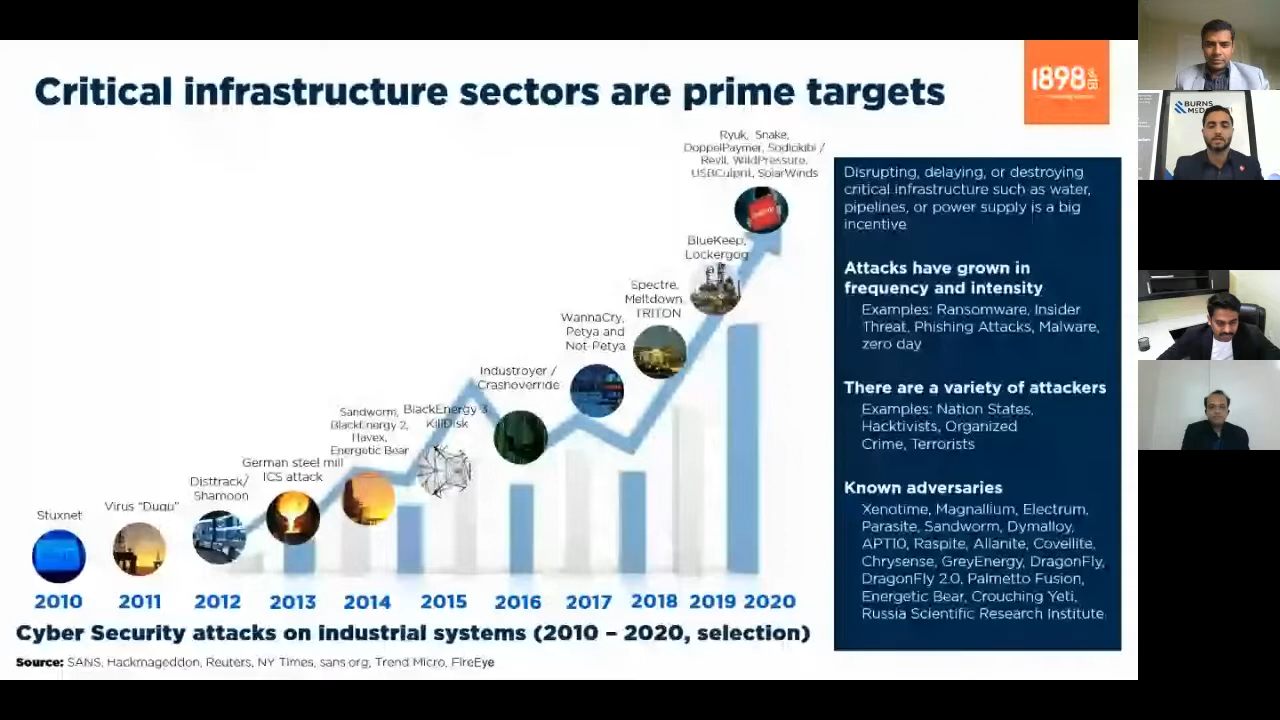 Critical infrastructure sectors are prime targets
1898
BURNS
Ryuk, Snake,
DoppelPaymer, Sodiokibi /
Revil, WildPressure,
USBCulprit, SolarWinds
BlueKeep,
Lockergog
a
Spectre,
Meltdown
TRITON
WannaCry,
Petya and
Not-Petya
Industroyer /
Crashoverride
BlackEnergy 3
KillDisk
Sandworm,
BlackEnergy 2,
Havex,
Energetic Bear
German steel mill
ICS attack
Disttrack/
Shamoon
Virus "Duqu"
Stuxnet
2010 2011 2012 2013 2014 2015 2016 2017 2018 2019 2020
Cyber Security attacks on industrial systems (2010 – 2020, selection)
Source: SANS, Hackmageddon, Reuters, NY Times, sans.org, Trend Micro, FireEye
Disrupting, delaying, or destroying
critical infrastructure such as water,
pipelines, or power supply is a big
incentive
Attacks have grown in
frequency and intensity
Examples: Ransomware, Insider
Threat, Phishing Attacks, Malware,
zero day
There are a variety of attackers
Examples: Nation States,
Hacktivists, Organized
Crime, Terrorists
Known adversaries
Xenotime, Magnallium, Electrum,
Parasite, Sandworm, Dymalloy,
APT10, Raspite, Allanite, Covellite,
Chrysense, GreyEnergy, DragonFly,
DragonFly 2.0, Palmetto Fusion,
Energetic Bear, Crouching Yeti,
Russia Scientific Research Institute